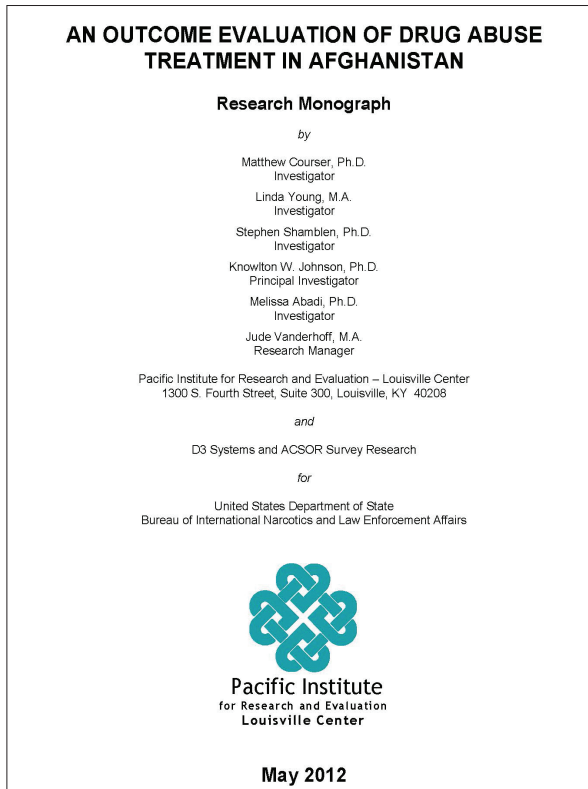 AN OUTCOME EVALUATION OF DRUG ABUSE
TREATMENT IN AFGHANISTAN
Research Monograph
by
Matthew Courser, Ph.D.
Investigator
Linda Young, M.A.
Investigator
Stephen Shamblen, Ph.D.
Investigator
Knowlton W. Johnson, Ph.D.
Principal Investigator
Melissa Abadi, Ph.D.
Investigator
Jude Vanderhoff, M.A.
Research Manager
Pacific Institute for Research and Evaluation – Louisville Center
1300 S. Fourth Street, Suite 300, Louisville, KY 40208
and
D3 Systems and ACSOR Survey Research
for
United States Department of State
Bureau of International Narcotics and Law Enforcement Affairs
Pacific Institute
for Research and Evaluation
Louisville Center
May 2012